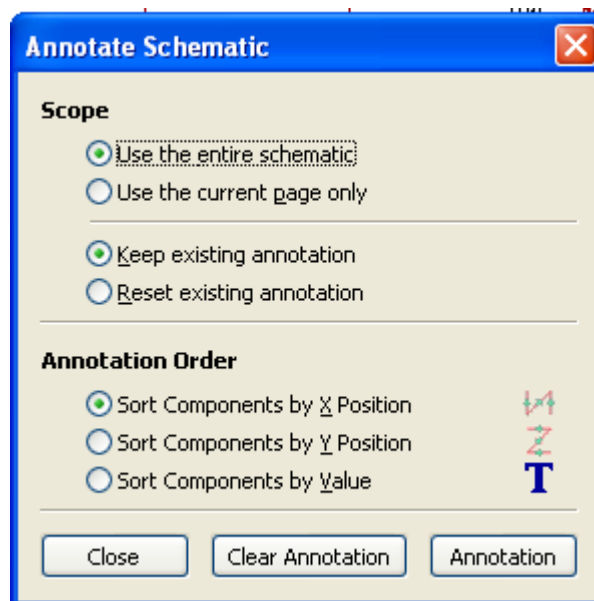 Annotate Schematic
Scope
Use the entire schematic
Use the current page only
Keep existing annotation
Reset existing annotation
Annotation Order
Sort Components by X Position
Sort Components by Y Position
Sort Components by Value
T
Close Clear Annotation Annotation